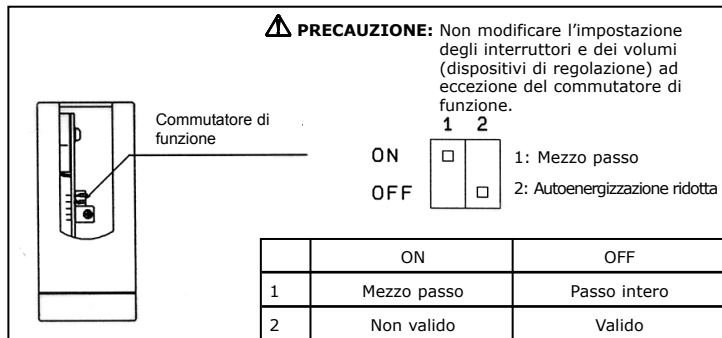 PRECAUZIONE: Non modificare l'impostazione
degli interruttori e dei volumi
(dispositivi di regolazione) ad
eccezione del commutatore di
funzione.
Commutatore di
funzione
1 2
ON
OFF
1: Mezzo passo
2: Autoenergizzazione ridotta
ON OFF
1 Mezzo passo Passo intero
2 Non valido Valido